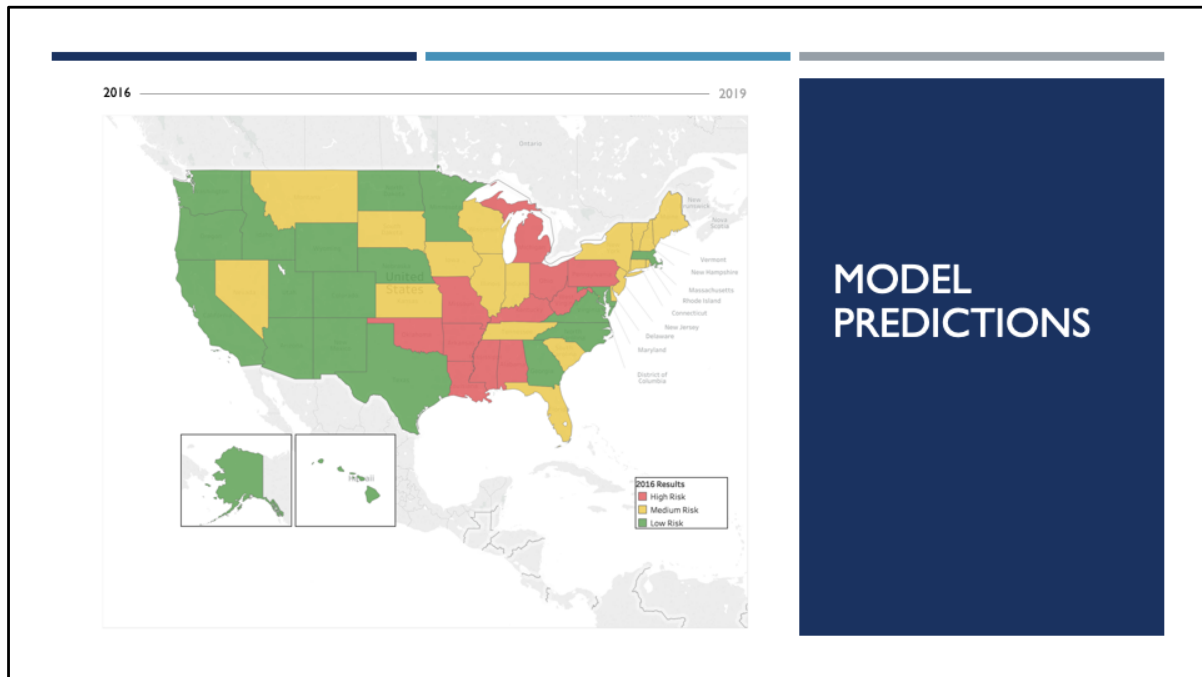 2016
2019
Ontario
New
Brunswick
Nova
Scotia
United
States
Vermont
New Hampshire
Massachusetts
Rhode Island
Connecticut
New Jersey
Delaware
Maryland
District of
Columbia
Hawaii
2016 Results
High Risk
Medium Risk
Low Risk
MODEL
PREDICTIONS